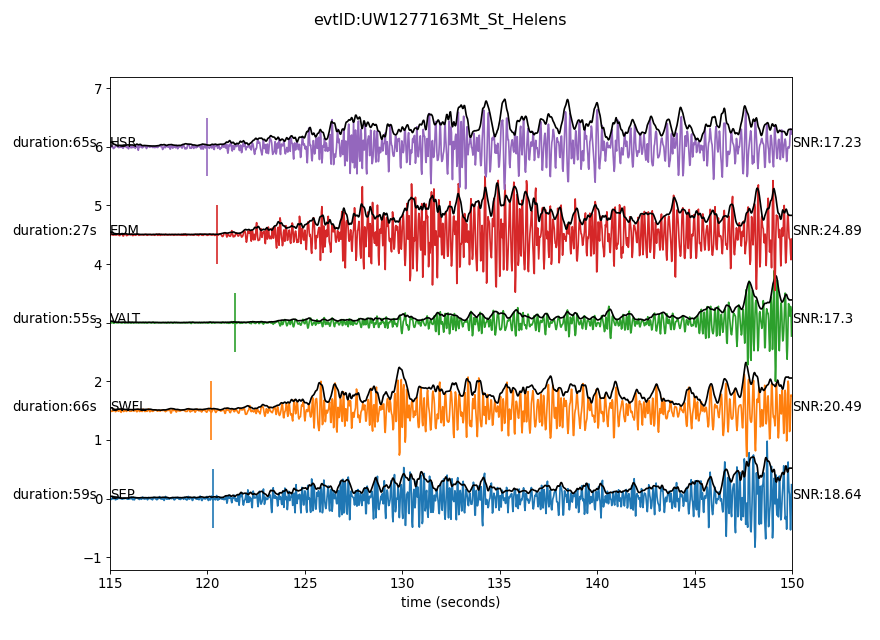 evtID:UW1277163Mt_St_Helens
7
duration:65s HSR SNR:17.23
6
5
duration:27s EDM SNR:24.89
4
duration:55s VALT SNR:17.3
3
2
duration:66s SWFL SNR:20.49
1
duration:59s SEP SNR:18.64
0
−1
115 120 125 130 135 140 145 150
time (seconds)